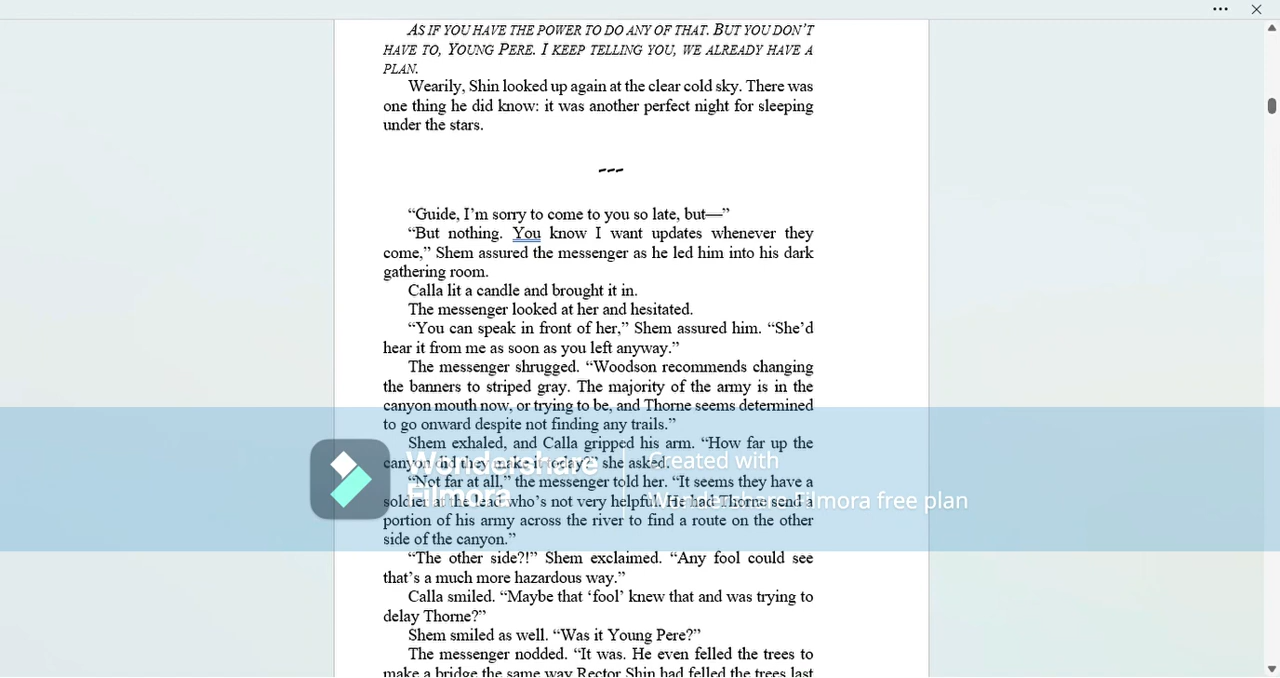 AS IF YOU HAVE THE POWER TO DO ANY OF THAT. BUT YOU DON'T
HAVE TO, YOUNG PERE. I KEEP TELLING YOU, WE ALREADY HAVE A
PLAN.
Wearily, Shin looked up again at the clear cold sky. There was
one thing he did know: it was another perfect night for sleeping
under the stars.
~~~
“Guide, I’m sorry to come to you so late, but—”
“But nothing. You know I want updates whenever they
come,” Shem assured the messenger as he led him into his dark
gathering room.
Calla lit a candle and brought it in.
The messenger looked at her and hesitated.
“You can speak in front of her,” Shem assured him. “She’d
hear it from me as soon as you left anyway.”
The messenger shrugged. “Woodson recommends changing
the banners to striped gray. The majority of the army is in the
canyon mouth now, or trying to be, and Thorne seems determined
to go onward despite not finding any trails.”
Shem exhaled, and Calla gripped his arm. “How far up the
canyon did they make it today?” she asked.
“Not far at all,” the messenger told her. “It seems they have a
soldier at the lead who’s not very helpful. He had Thorne send a
portion of his army across the river to find a route on the other
side of the canyon.”
“The other side?!” Shem exclaimed. “Any fool could see
that’s a much more hazardous way.”
Calla smiled. “Maybe that ‘fool’ knew that and was trying to
delay Thorne?”
Shem smiled as well. “Was it Young Pere?”
The messenger nodded. “It was. He even felled the trees to
make a bridge the same way Rector Shin had felled the trees last
Wondershare
Filmora
Created with
Wondershare Filmora free plan